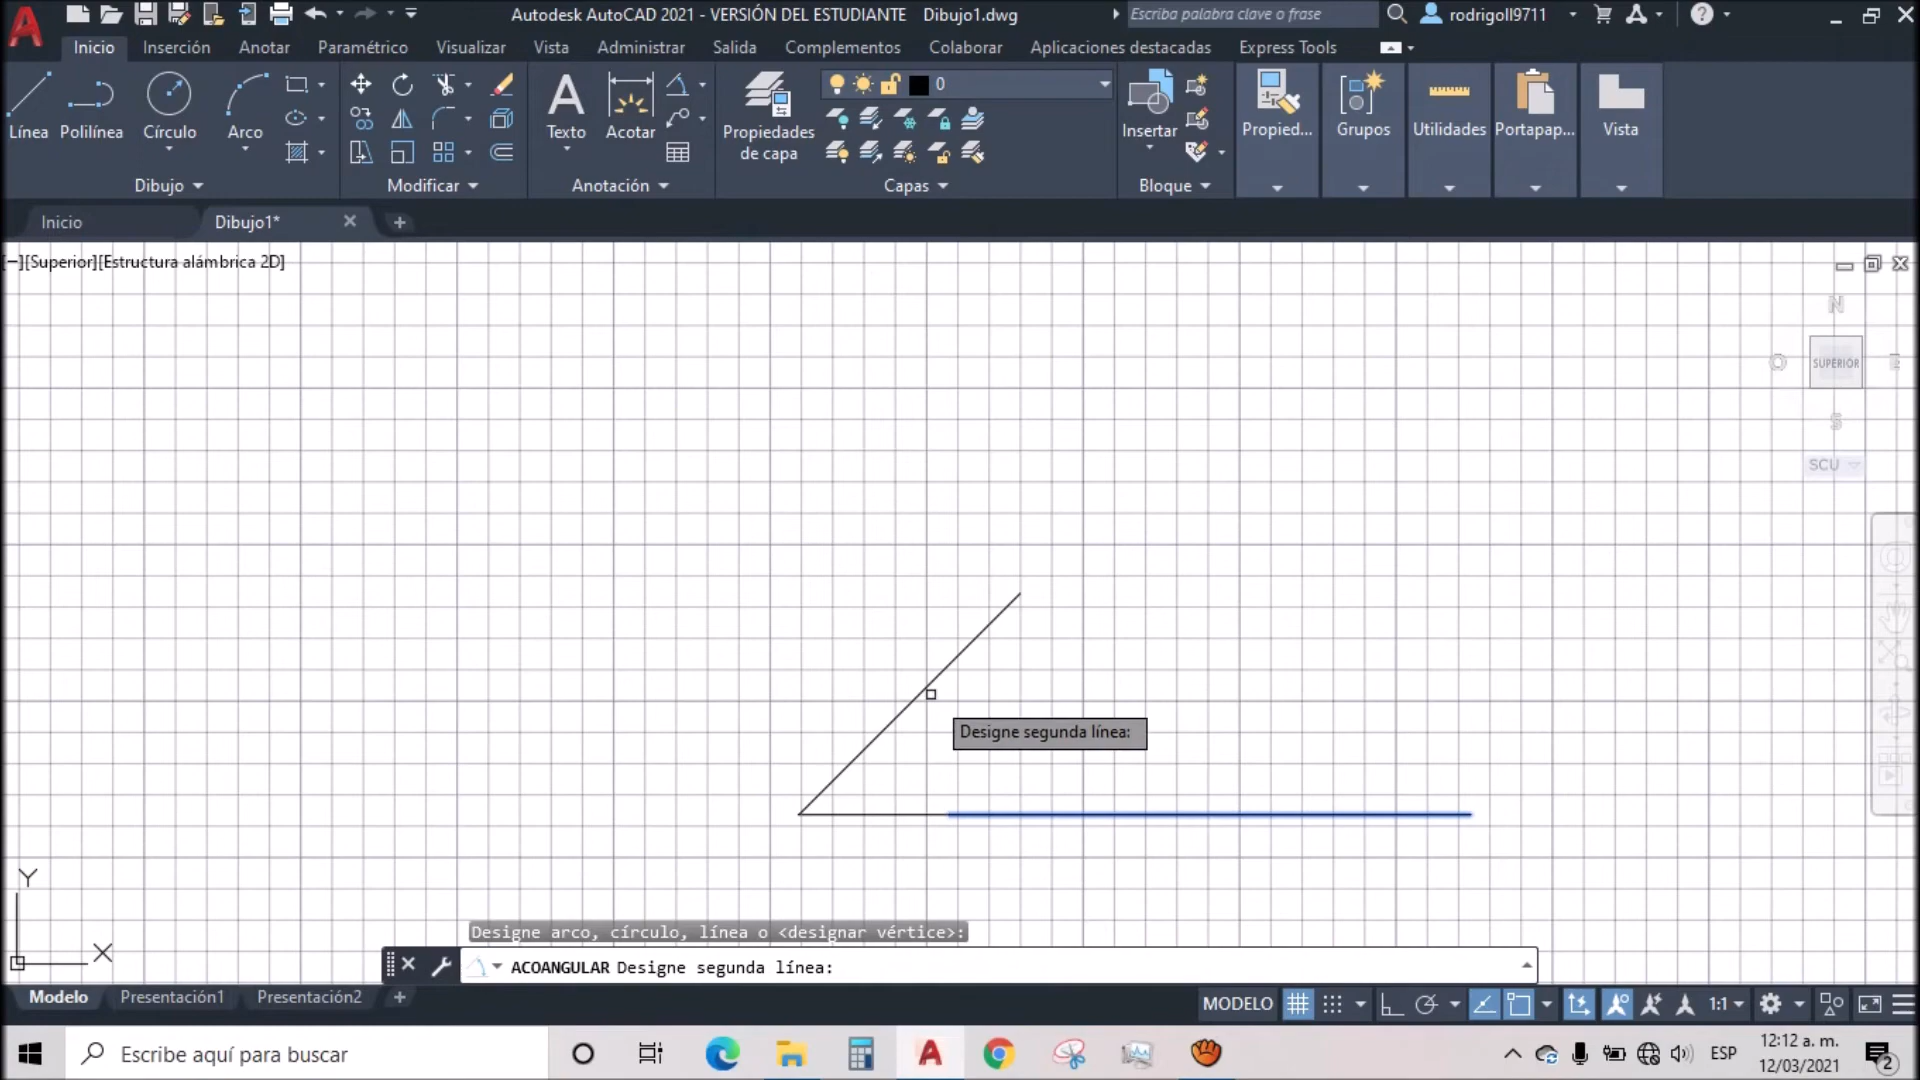 Autodesk AutoCAD 2021 - VERSIÓN DEL ESTUDIANTE Dibujo1.dwg
Escriba palabra clave o frase
rodrigoll9711
Inicio Inserción Anotar Paramétrico Visualizar Vista Administrar Salida Complementos Colaborar Aplicaciones destacadas Express Tools
0
Línea Polilínea Círculo Arco Texto Acotar Propiedades de capa Insertar Propied... Grupos Utilidades Portapap... Vista
Dibujo Modificar Anotación Capas Bloque
Inicio Dibujo1*
[−][Superior][Estructura alámbrica 2D]
N
O SUPERIOR E
S
SCU
Designe segunda línea:
Y
X
Designe arco, círculo, línea o <designar vértice>:
ACOANGULAR Designe segunda línea:
Modelo Presentación1 Presentación2
MODELO 1:1
Escribe aquí para buscar
ESP
12:12 a. m.
12/03/2021
2